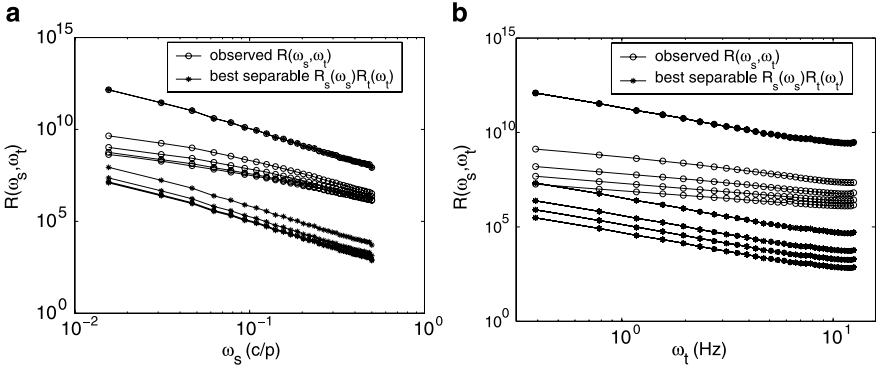 a
R(ω_s,ω_t)
10^15
10^10
10^5
10^0
observed R(ω_s,ω_t)
best separable R_s(ω_s)R_t(ω_t)
10^-2
10^-1
10^0
ω_s (c/p)
b
R(ω_s,ω_t)
10^15
10^10
10^5
10^0
observed R(ω_s,ω_t)
best separable R_s(ω_s)R_t(ω_t)
10^0
10^1
ω_t (Hz)